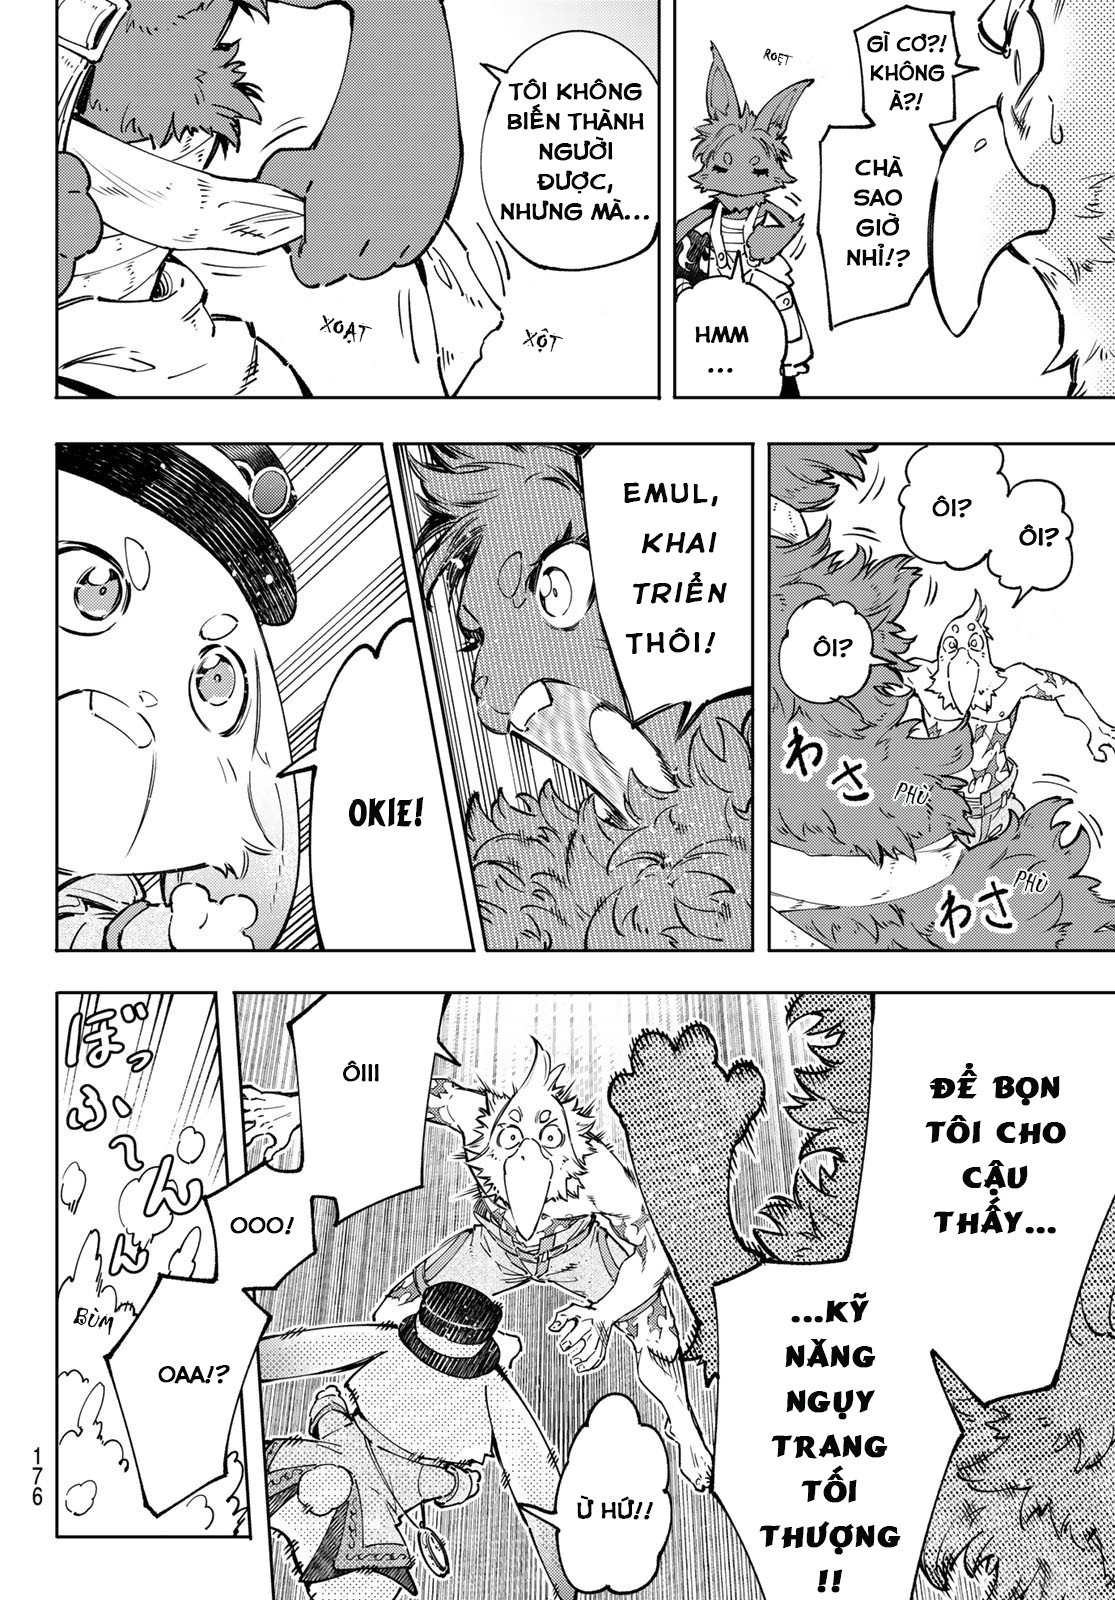 GÌ CƠ?!
KHÔNG
À?!
CHÀ
SAO
GIỜ
NHỈ!?
ROẸT
HMM
...
TÔI KHÔNG
BIẾN THÀNH
NGƯỜI
ĐƯỢC,
NHƯNG MÀ...
XỘT
XOẠT
ÔI?
ÔI?
ÔI?
わさ
PHÙ
わさ
PHÙ
EMUL,
KHAI
TRIỂN
THÔI!
OKIE!
ĐỂ BỌN
TÔI CHO
CẬU
THẤY...
...KỸ
NĂNG
NGỤY
TRANG
TỐI
THƯỢNG
!!
ÔIII
OOO!
OAA!?
Ừ HỨ!!
ぼっ
ふ〜んん
BÙM
176